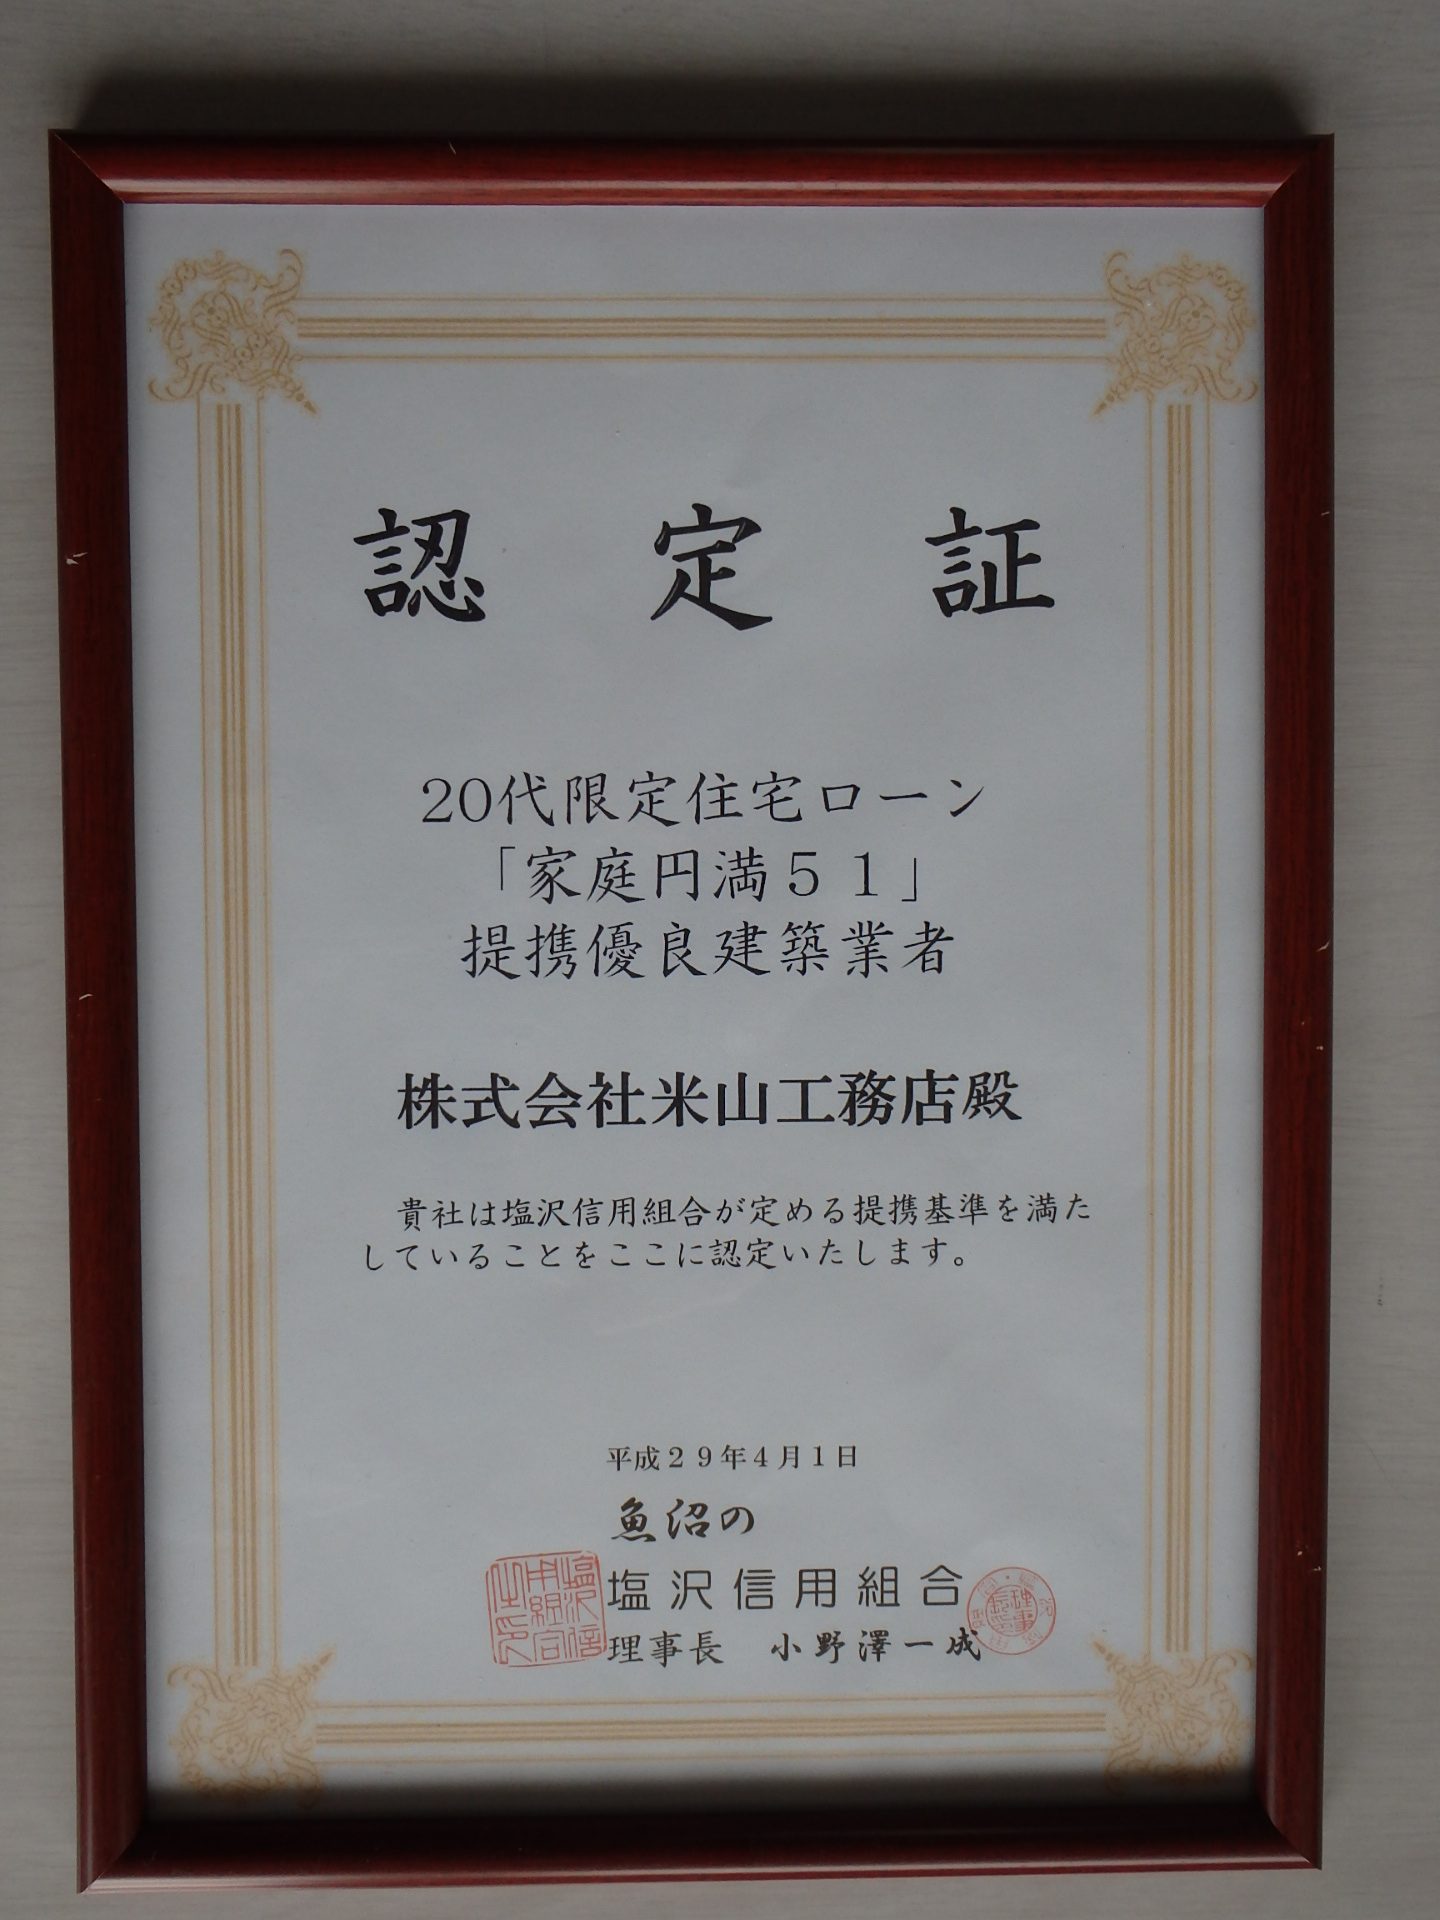 認定証
20代限定住宅ローン
「家庭円満51」
提携優良建築業者
株式会社米山工務店殿
貴社は塩沢信用組合が定める提携基準を満た
していることをここに認定いたします。
平成29年4月1日
魚沼の
塩沢信用組合
理事長 小野澤一成